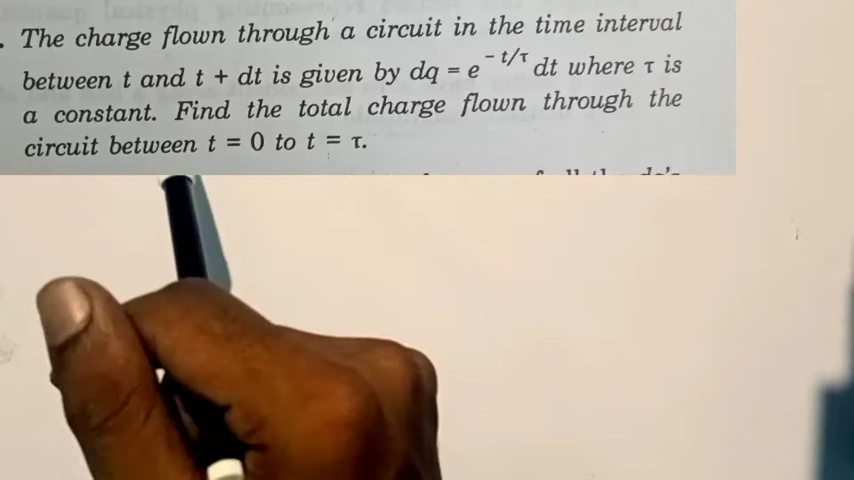 . The charge flown through a circuit in the time interval
between t and t + dt is given by dq = e^{-t/τ} dt where τ is
a constant. Find the total charge flown through the
circuit between t = 0 to t = τ.